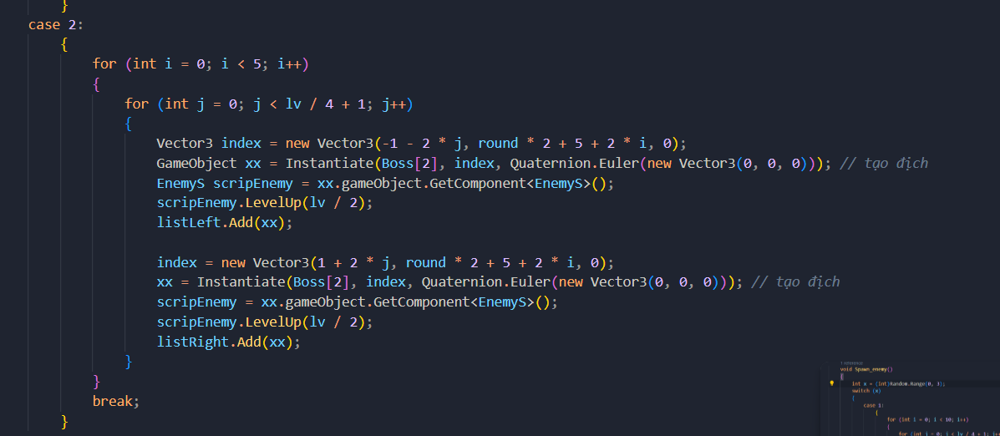 }
case 2:
{
for (int i = 0; i < 5; i++)
{
for (int j = 0; j < lv / 4 + 1; j++)
{
Vector3 index = new Vector3(-1 - 2 * j, round * 2 + 5 + 2 * i, 0);
GameObject xx = Instantiate(Boss[2], index, Quaternion.Euler(new Vector3(0, 0, 0))); // tạo địch
EnemyS scripEnemy = xx.gameObject.GetComponent<EnemyS>();
scripEnemy.LevelUp(lv / 2);
listLeft.Add(xx);
index = new Vector3(1 + 2 * j, round * 2 + 5 + 2 * i, 0);
xx = Instantiate(Boss[2], index, Quaternion.Euler(new Vector3(0, 0, 0))); // tạo địch
scripEnemy = xx.gameObject.GetComponent<EnemyS>();
scripEnemy.LevelUp(lv / 2);
listRight.Add(xx);
}
}
break;
}
1 reference
void Spawn_enemy()
{
int x = (int)Random.Range(0, 3);
switch (x)
{
case 1:
{
for (int i = 0; i < 10; i++)
{
for (int j = 0; j < lv / 4 + 1;